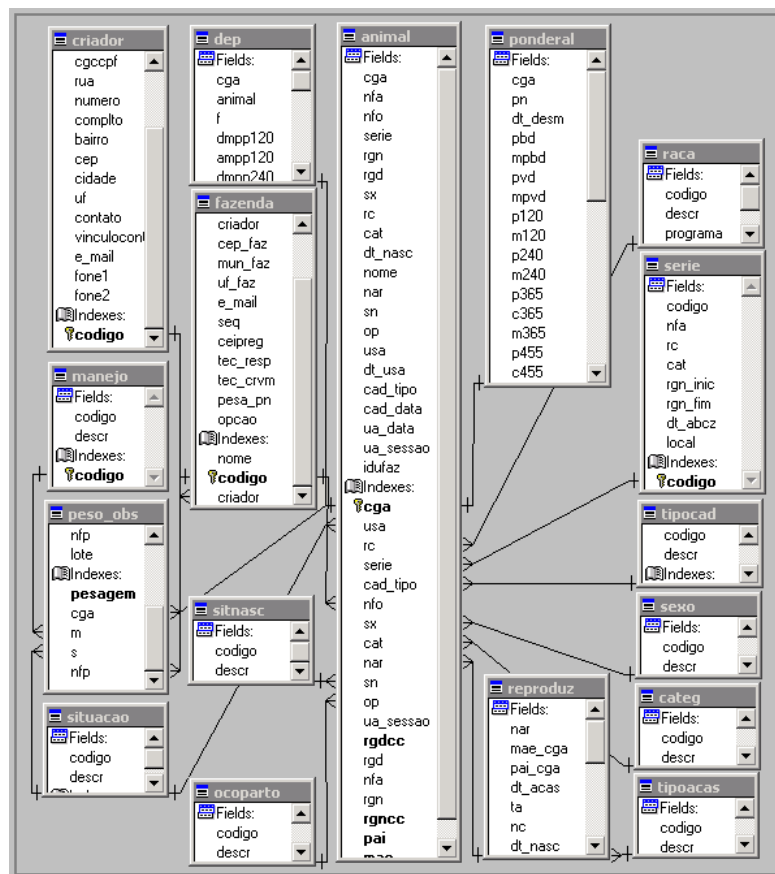 criador
cgccpf
rua
numero
complto
bairro
cep
cidade
uf
contato
vinculocont
e_mail
fone1
fone2
Indexes:
codigo
manejo
Fields:
codigo
descr
Indexes:
codigo
peso_obs
nfp
lote
Indexes:
pesagem
cga
m
s
nfp
situacao
Fields:
codigo
descr
dep
Fields:
cga
animal
f
dmpp120
ampp120
dmpp240
fazenda
criador
cep_faz
mun_faz
uf_faz
e_mail
seq
ceipreg
tec_resp
tec_crvm
pesa_pn
opcao
Indexes:
nome
codigo
criador
sitnasc
Fields:
codigo
descr
ocoparto
Fields:
codigo
descr
animal
Fields:
cga
nfa
nfo
serie
rgn
rgd
sx
rc
cat
dt_nasc
nome
nar
sn
op
usa
dt_usa
cad_tipo
cad_data
ua_data
ua_sessao
idufaz
Indexes:
cga
usa
rc
serie
cad_tipo
nfo
sx
cat
nar
sn
op
ua_sessao
rgdcc
rgd
nfa
rgn
rgncc
pai
mae
ponderal
Fields:
cga
pn
dt_desm
pbd
mpbd
pvd
mpvd
p120
m120
p240
m240
p365
c365
m365
p455
c455
reproduz
Fields:
nar
mae_cga
pai_cga
dt_acas
ta
nc
dt_nasc
raca
Fields:
codigo
descr
programa
serie
Fields:
codigo
nfa
rc
cat
rgn_inic
rgn_fim
dt_abcz
local
codigo
tipocad
codigo
descr
Indexes:
sexo
Fields:
codigo
descr
categ
Fields:
codigo
descr
tipoacas
Fields:
codigo
descr